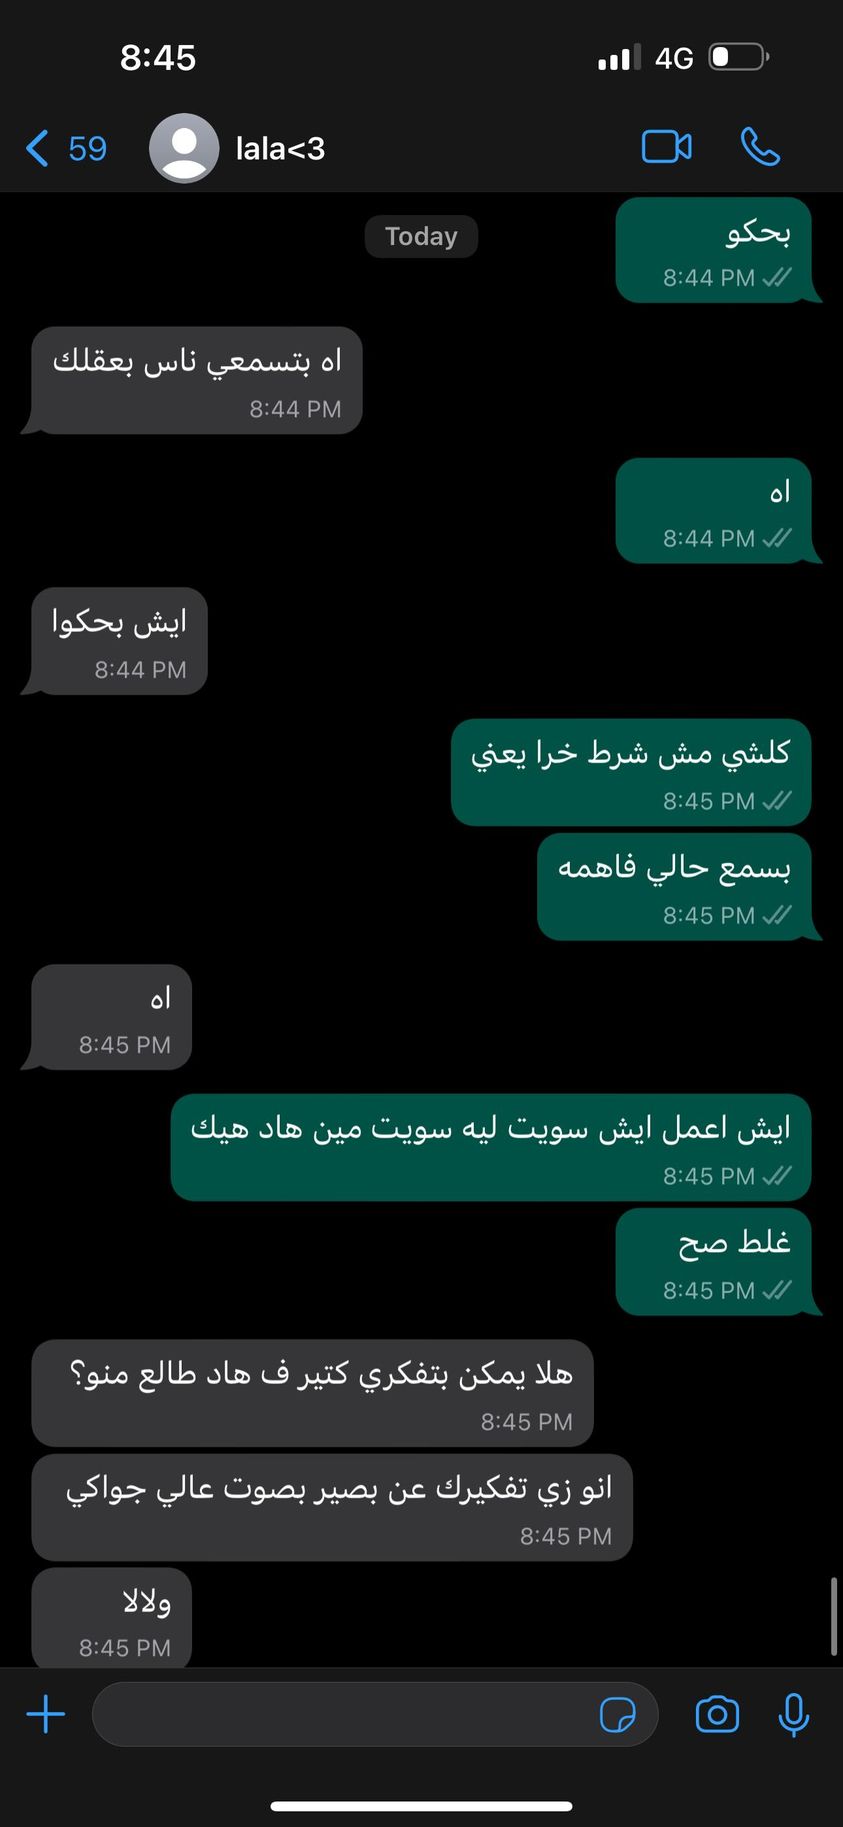 8:45
4G
59
lala<3
Today
بحكو
8:44 PM
اه بتسمعي ناس بعقلك
8:44 PM
اه
8:44 PM
ايش بحكوا
8:44 PM
كلشي مش شرط خرا يعني
8:45 PM
بسمع حالي فاهمه
8:45 PM
اه
8:45 PM
ايش اعمل ايش سويت ليه سويت مين هاد هيك
8:45 PM
غلط صح
8:45 PM
هلا يمكن بتفكري كتير ف هاد طالع منو؟
8:45 PM
انو زي تفكيرك عن بصير بصوت عالي جواكي
8:45 PM
ولالا
8:45 PM